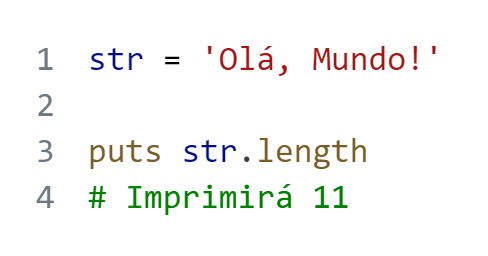 1 str = 'Olá, Mundo!'
2
3 puts str.length
4 # Imprimirá 11